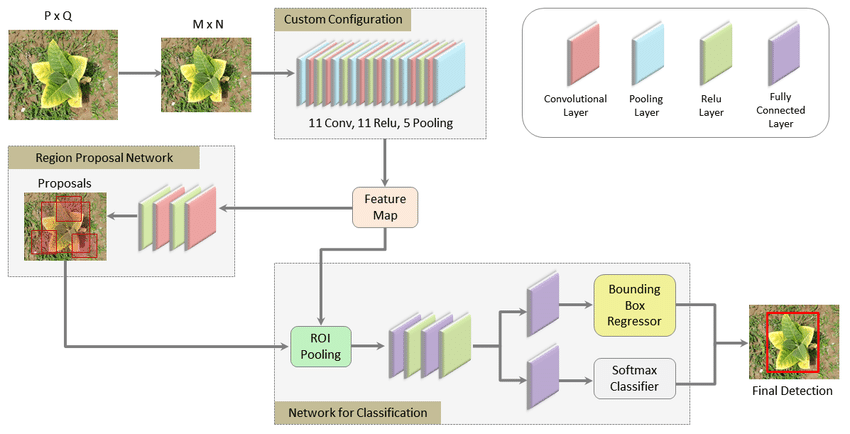 P x Q
M x N
Custom Configuration
11 Conv, 11 Relu, 5 Pooling
Convolutional
Layer
Pooling
Layer
Relu
Layer
Fully
Connected
Layer
Region Proposal Network
Proposals
Feature
Map
ROI
Pooling
Bounding
Box
Regressor
Softmax
Classifier
Final Detection
Network for Classification